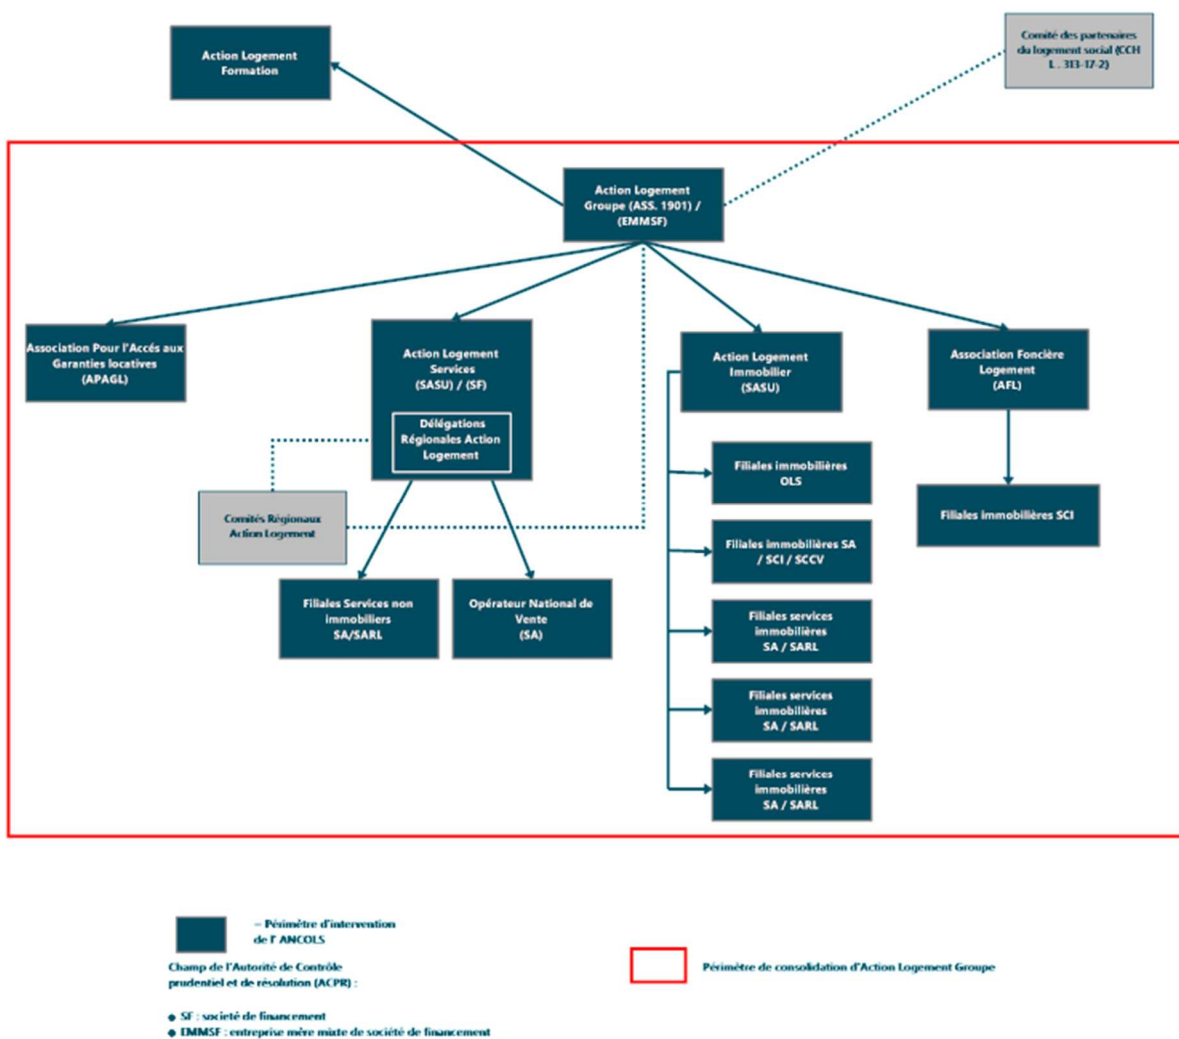 Action Logement
Formation
Comité des partenaires
du logement social (CCH
L . 313-17-2)
Action Logement
Groupe (ASS. 1901) /
(EMMSF)
Association Pour l'Accés aux
Garanties locatives
(APAGL)
Action Logement
Services
(SASU) / (SF)
Délégations
Régionales Action
Logement
Action Logement
Immobilier
(SASU)
Association Foncière
Logement
(AFL)
Comités Régionaux
Action Logement
Filiales immobilières
OLS
Filiales immobilières SCI
Filiales immobilières SA
/ SCI / SCCV
Filiales Services non
immobiliers
SA/SARL
Opérateur National de
Vente
(SA)
Filiales services
immobilières
SA / SARL
Filiales services
immobilières
SA / SARL
Filiales services
immobilières
SA / SARL
– Périmètre d'intervention
de l' ANCOLS
Champ de l'Autorité de Contrôle
prudentiel et de résolution (ACPR) :
● SF : société de financement
● EMMSF : entreprise mère mixte de société de financement
Périmètre de consolidation d'Action Logement Groupe